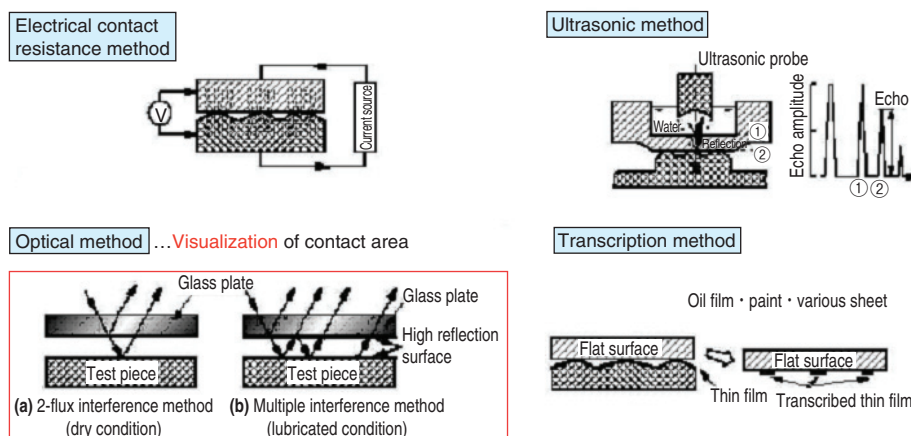 Electrical contact
resistance method
V
Current source
Ultrasonic method
Ultrasonic probe
Water
Reflection
①
②
Echo amplitude
Echo
① ②
Optical method ...Visualization of contact area
Glass plate
Glass plate
High reflection
surface
Test piece
Test piece
(a) 2-flux interference method
(dry condition)
(b) Multiple interference method
(lubricated condition)
Transcription method
Oil film・paint・various sheet
Flat surface
Flat surface
Thin film
Transcribed thin film